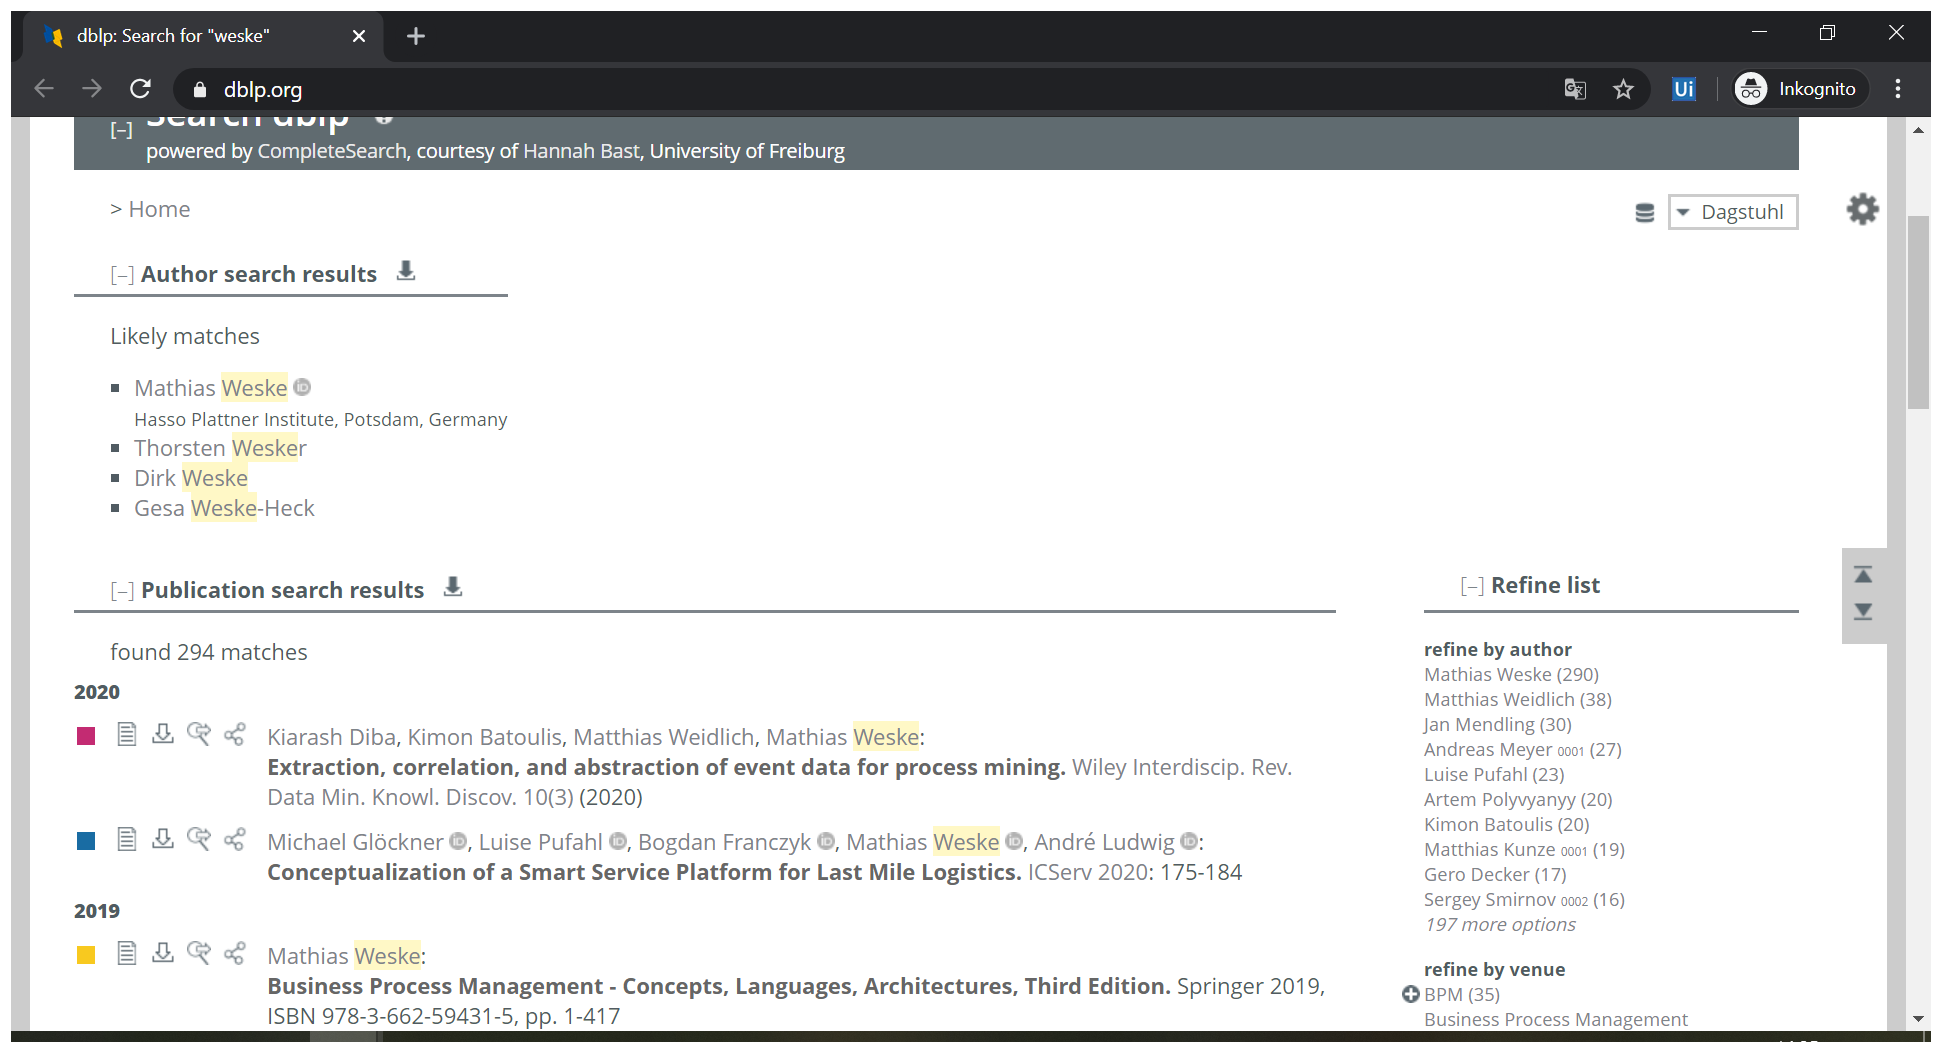 dblp: Search for "weske"
dblp.org
Ui
Inkognito
[–] Search dblp
powered by CompleteSearch, courtesy of Hannah Bast, University of Freiburg
> Home
Dagstuhl
[–] Author search results
Likely matches
Mathias Weske iD
Hasso Plattner Institute, Potsdam, Germany
Thorsten Wesker
Dirk Weske
Gesa Weske-Heck
[–] Publication search results
found 294 matches
2020
Kiarash Diba, Kimon Batoulis, Matthias Weidlich, Mathias Weske:
Extraction, correlation, and abstraction of event data for process mining. Wiley Interdiscip. Rev.
Data Min. Knowl. Discov. 10(3) (2020)
Michael Glöckner iD, Luise Pufahl iD, Bogdan Franczyk iD, Mathias Weske iD, André Ludwig iD:
Conceptualization of a Smart Service Platform for Last Mile Logistics. ICServ 2020: 175-184
2019
Mathias Weske:
Business Process Management - Concepts, Languages, Architectures, Third Edition. Springer 2019,
ISBN 978-3-662-59431-5, pp. 1-417
[–] Refine list
refine by author
Mathias Weske (290)
Matthias Weidlich (38)
Jan Mendling (30)
Andreas Meyer 0001 (27)
Luise Pufahl (23)
Artem Polyvyanyy (20)
Kimon Batoulis (20)
Matthias Kunze 0001 (19)
Gero Decker (17)
Sergey Smirnov 0002 (16)
197 more options
refine by venue
BPM (35)
Business Process Management